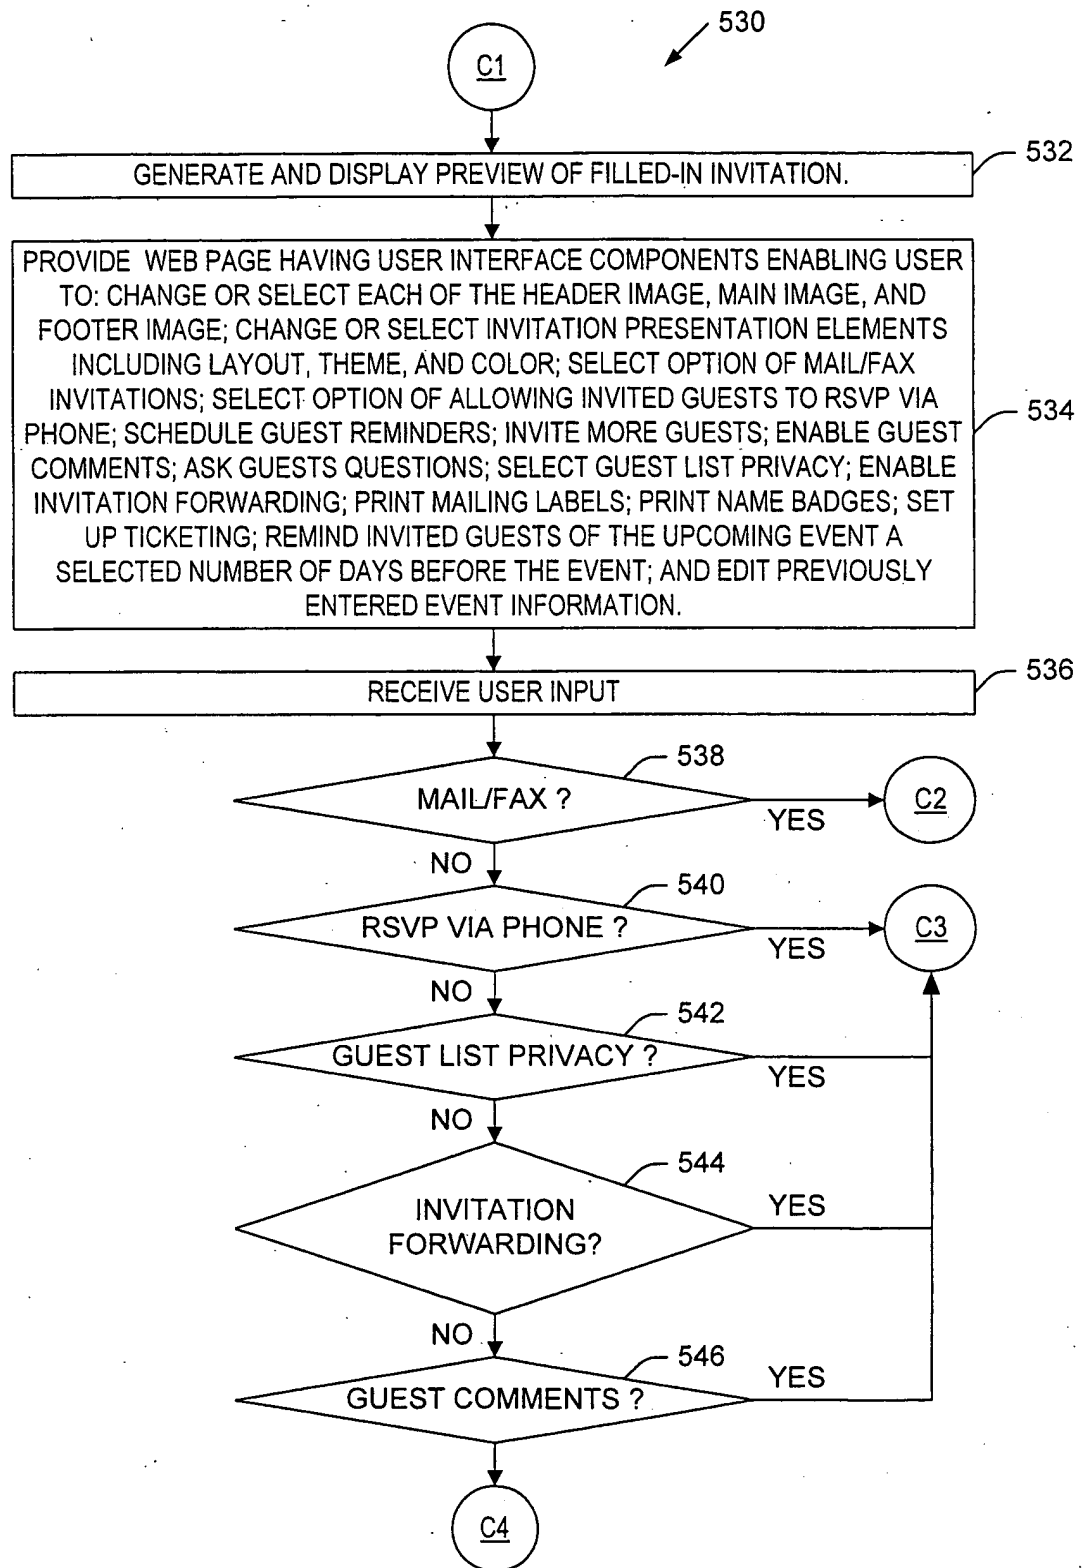 530
C1
532
GENERATE AND DISPLAY PREVIEW OF FILLED-IN INVITATION.
PROVIDE WEB PAGE HAVING USER INTERFACE COMPONENTS ENABLING USER
TO: CHANGE OR SELECT EACH OF THE HEADER IMAGE, MAIN IMAGE, AND
FOOTER IMAGE; CHANGE OR SELECT INVITATION PRESENTATION ELEMENTS
INCLUDING LAYOUT, THEME, AND COLOR; SELECT OPTION OF MAIL/FAX
INVITATIONS; SELECT OPTION OF ALLOWING INVITED GUESTS TO RSVP VIA
PHONE; SCHEDULE GUEST REMINDERS; INVITE MORE GUESTS; ENABLE GUEST
COMMENTS; ASK GUESTS QUESTIONS; SELECT GUEST LIST PRIVACY; ENABLE
INVITATION FORWARDING; PRINT MAILING LABELS; PRINT NAME BADGES; SET
UP TICKETING; REMIND INVITED GUESTS OF THE UPCOMING EVENT A
SELECTED NUMBER OF DAYS BEFORE THE EVENT; AND EDIT PREVIOUSLY
ENTERED EVENT INFORMATION.
534
RECEIVE USER INPUT
536
538
MAIL/FAX ?
YES
C2
NO
540
RSVP VIA PHONE ?
YES
C3
NO
542
GUEST LIST PRIVACY ?
YES
NO
544
INVITATION
FORWARDING?
YES
NO
546
GUEST COMMENTS ?
YES
C4